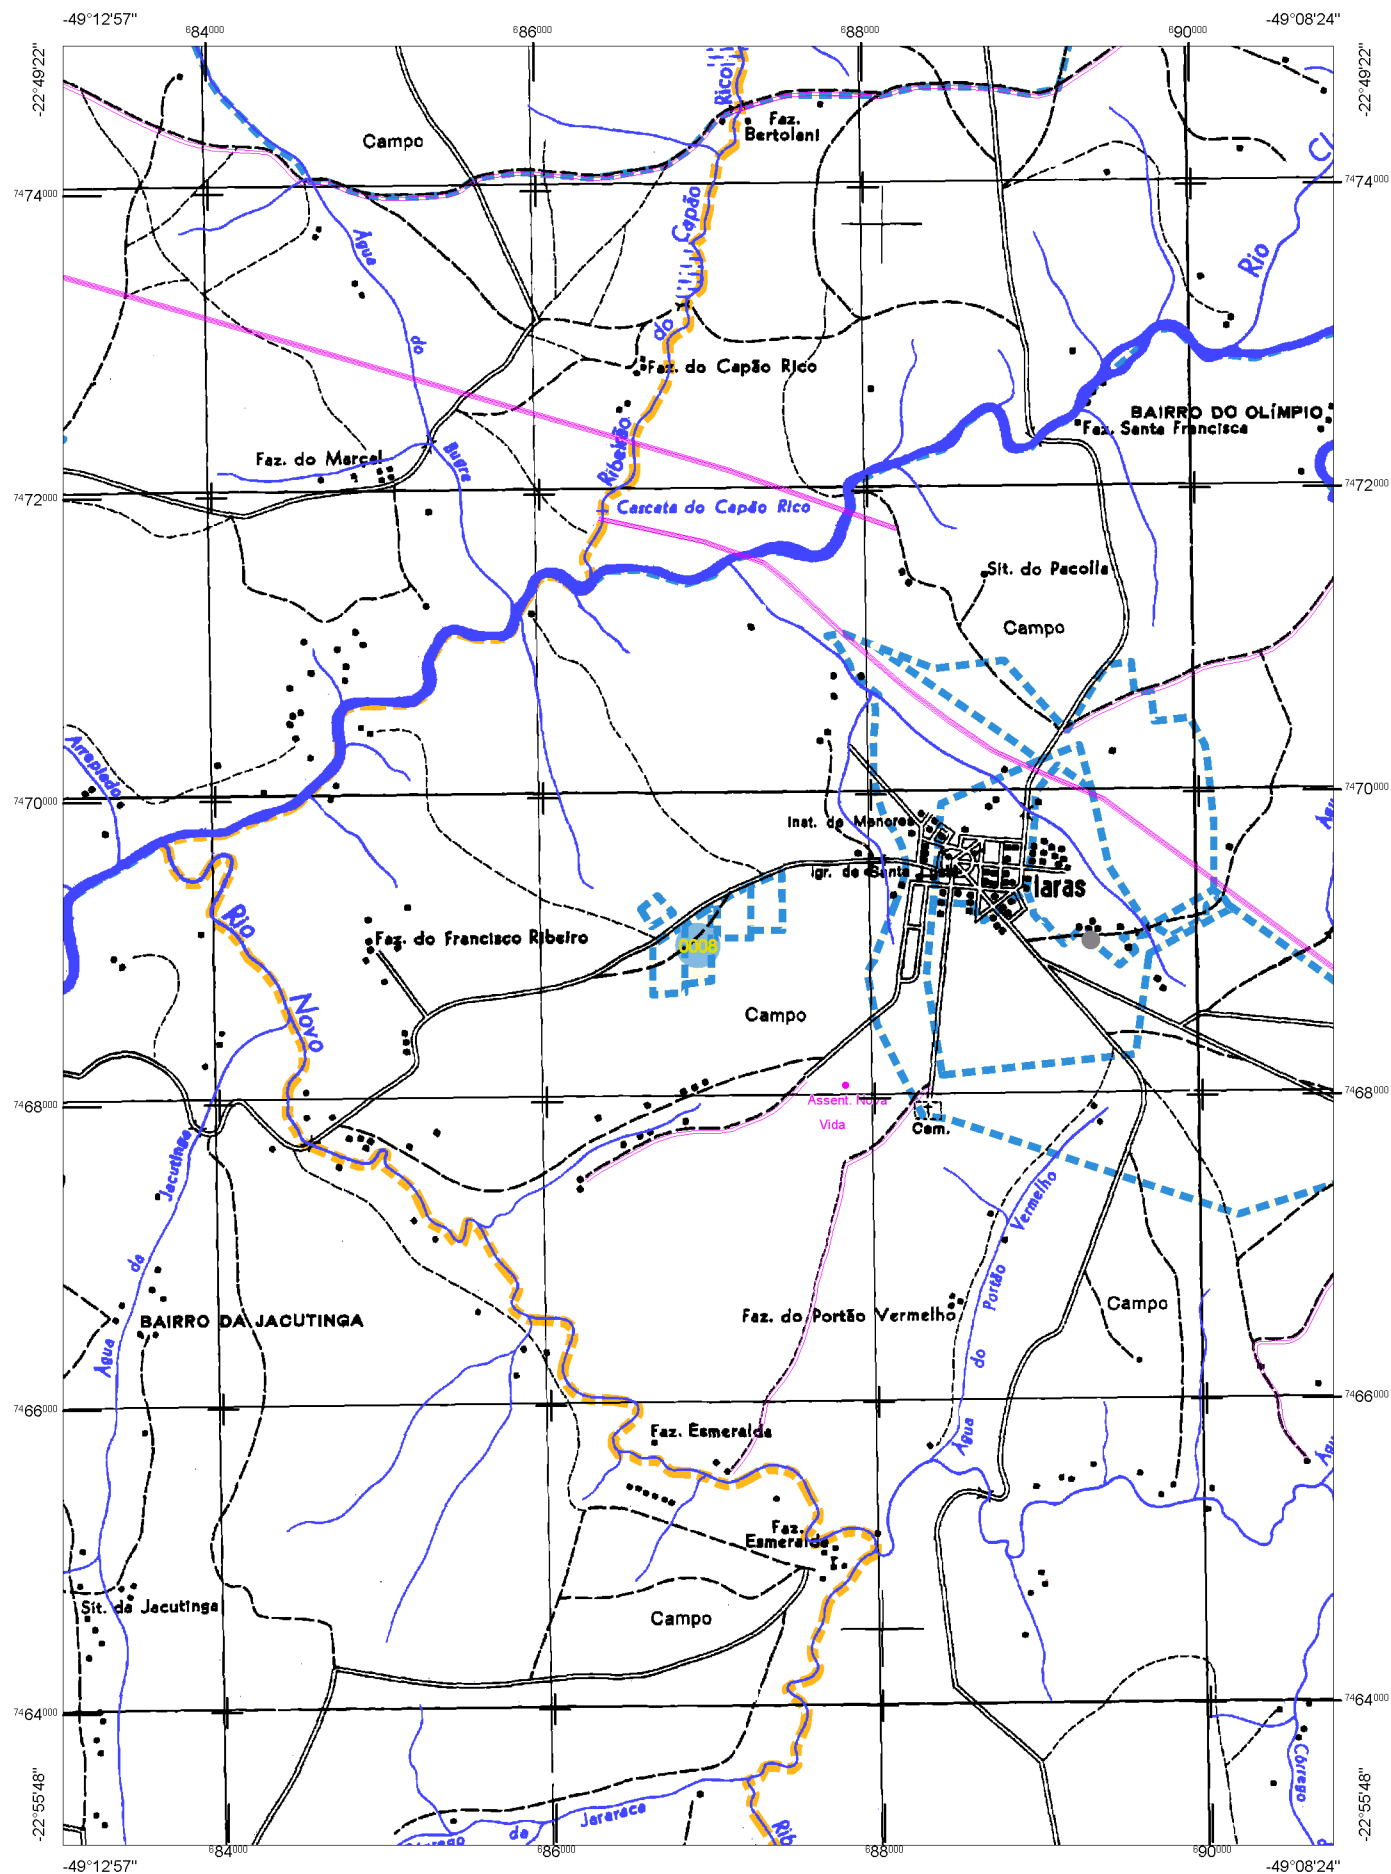 -49°12'57"
-49°08'24"
684000
686000
688000
690000
-22°49'22"
-22°49'22"
Rico
Faz.
Bertolani
Campo
Capão
7474000
7474000
Água
Rio
do
do
Faz. do Capão Rico
BAIRRO DO OLÍMPIO
Faz. Santa Francisca
Ribeirão
Faz. do Marcel
Bugre
7472000
7472000
Cascata do Capão Rico
Sit. do Pacolla
Campo
Arrepiado
7470000
7470000
Inst. de Menores
Igr. de Santa
Iaras
Rio
Faz. do Francisco Ribeiro
0008
Novo
Campo
7468000
7468000
Assent. Nova
Vida
Cem.
Jacutinga
Vermelho
da
Portão
Campo
Faz. do Portão Vermelho
BAIRRO DA JACUTINGA
Água
do
7466000
7466000
Faz. Esmeralda
Água
Faz.
Esmeralda
Sit. da Jacutinga
Campo
7464000
7464000
Córrego
-22°55'48"
-22°55'48"
da
Jararaca
Rib
684000
686000
688000
690000
-49°12'57"
-49°08'24"